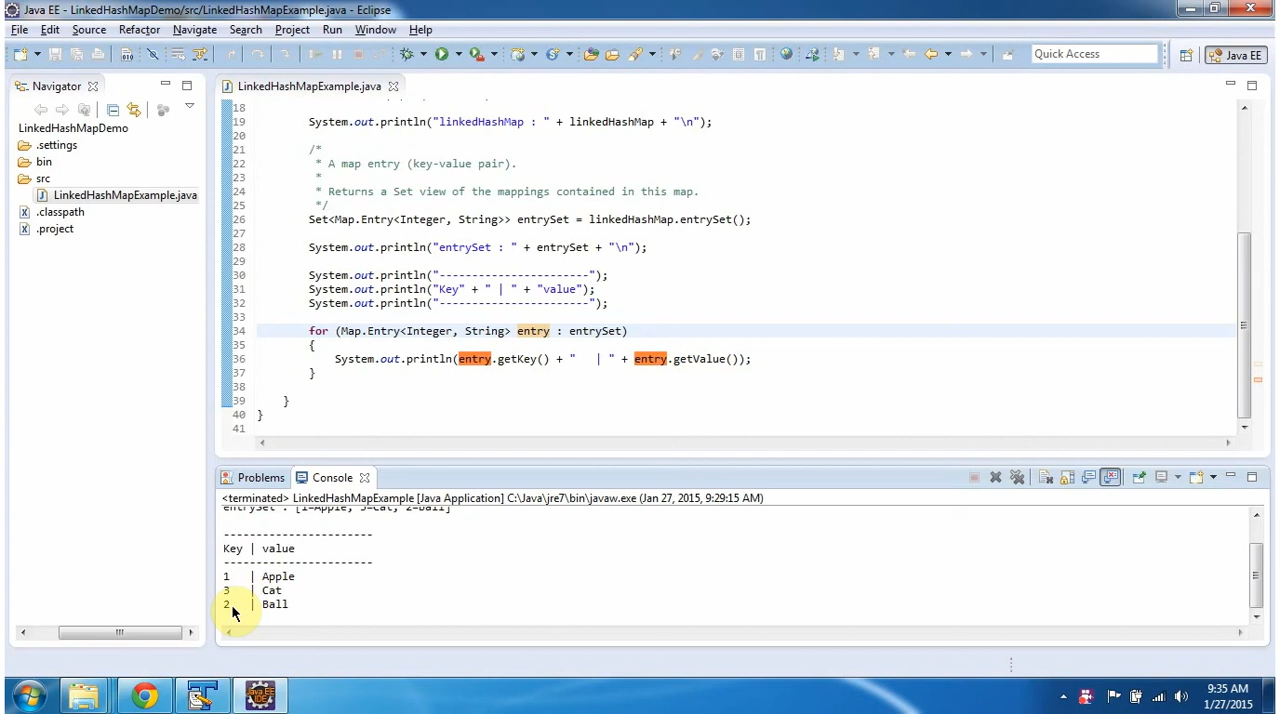 Java EE - LinkedHashMapDemo/src/LinkedHashMapExample.java - Eclipse
File Edit Source Refactor Navigate Search Project Run Window Help
Quick Access
Java EE
Navigator
LinkedHashMapDemo
.settings
bin
src
LinkedHashMapExample.java
.classpath
.project
LinkedHashMapExample.java
18
19 System.out.println("linkedHashMap : " + linkedHashMap + "\n");
20
21 /*
22 * A map entry (key-value pair).
23 *
24 * Returns a Set view of the mappings contained in this map.
25 */
26 Set<Map.Entry<Integer, String>> entrySet = linkedHashMap.entrySet();
27
28 System.out.println("entrySet : " + entrySet + "\n");
29
30 System.out.println("-----------------------");
31 System.out.println("Key" + " | " + "value");
32 System.out.println("-----------------------");
33
34 for (Map.Entry<Integer, String> entry : entrySet)
35 {
36 System.out.println(entry.getKey() + "   | " + entry.getValue());
37 }
38
39 }
40 }
41
Problems Console
<terminated> LinkedHashMapExample [Java Application] C:\Java\jre7\bin\javaw.exe (Jan 27, 2015, 9:29:15 AM)
entrySet : [1=Apple, 3=Cat, 2=Ball]
-----------------------
Key | value
-----------------------
1 | Apple
3 | Cat
2 | Ball
Java EE
IDE
9:35 AM
1/27/2015